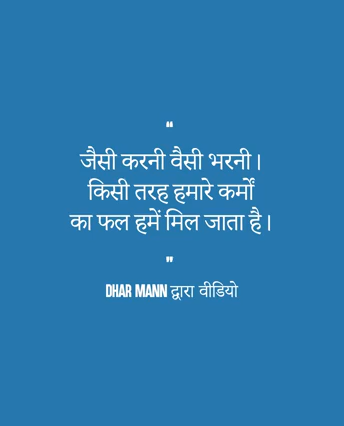 “
जैसी करनी वैसी भरनी।
किसी तरह हमारे कर्मों
का फल हमें मिल जाता है।
"
DHAR MANN द्वारा वीडियो